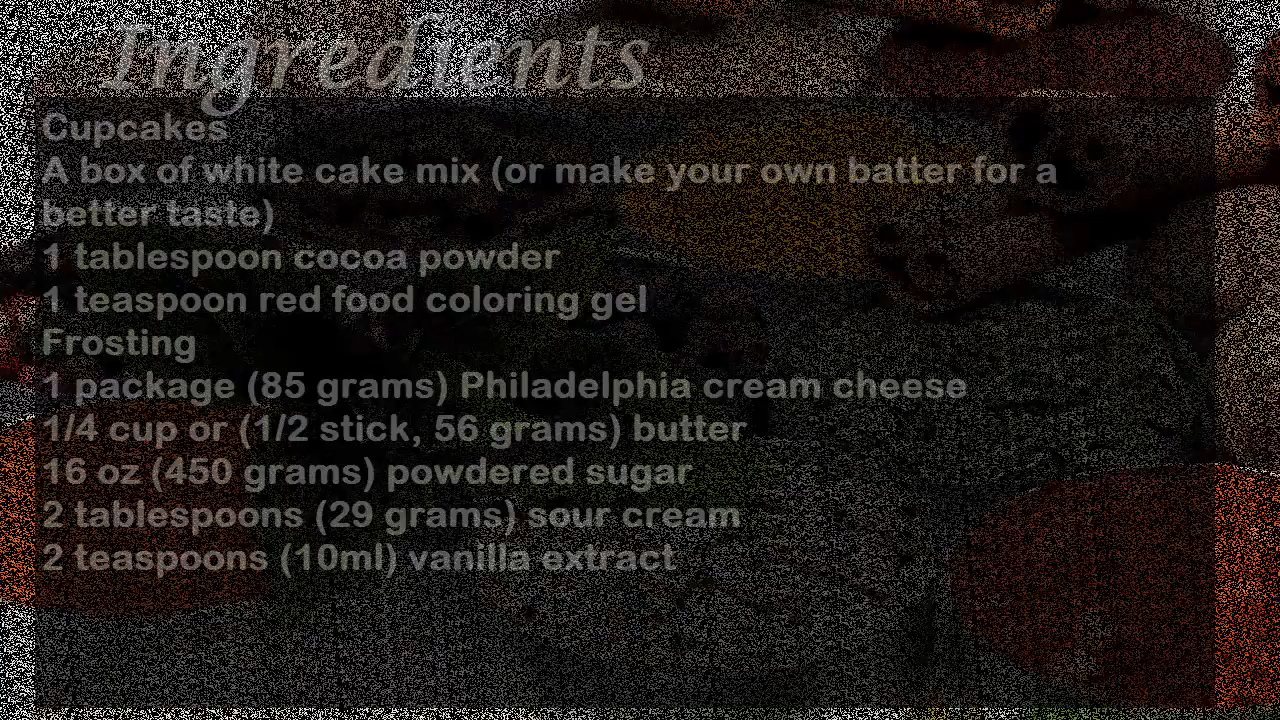 Ingredients
Cupcakes
A box of white cake mix (or make your own batter for a
better taste)
1 tablespoon cocoa powder
1 teaspoon red food coloring gel
Frosting
1 package (85 grams) Philadelphia cream cheese
1/4 cup or (1/2 stick, 56 grams) butter
16 oz (450 grams) powdered sugar
2 tablespoons (29 grams) sour cream
2 teaspoons (10ml) vanilla extract